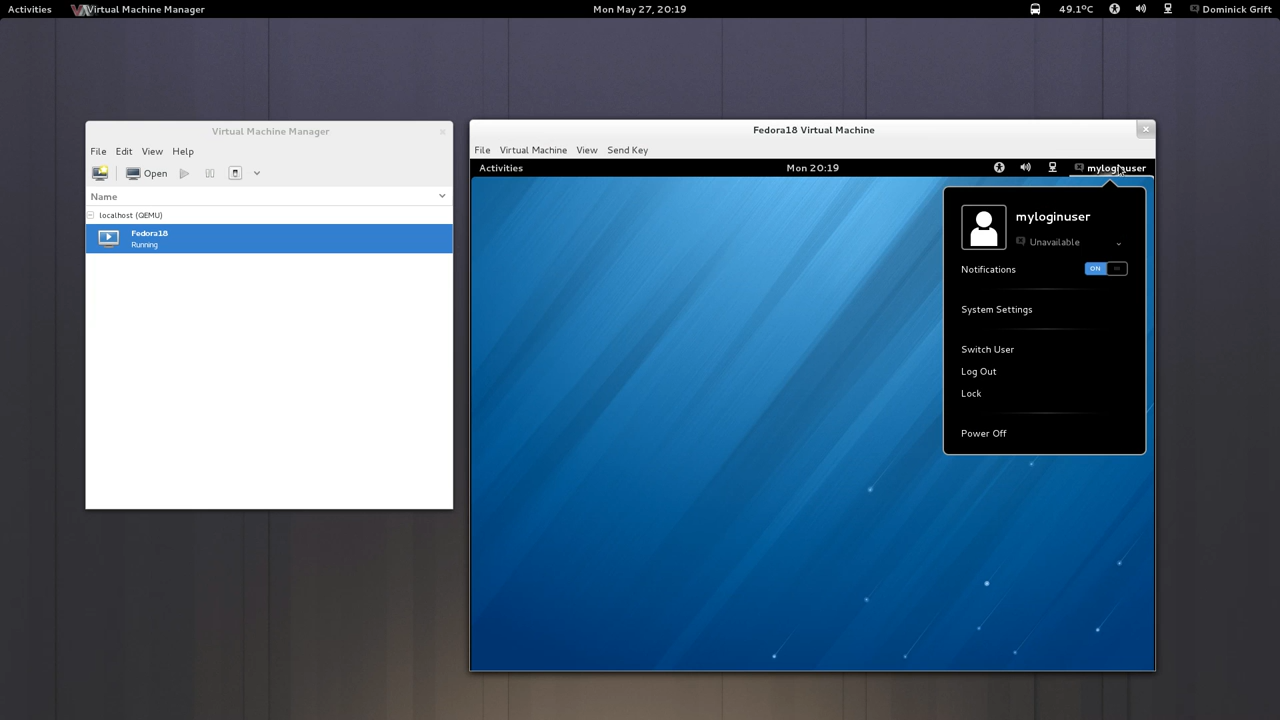 Activities Virtual Machine Manager Mon May 27, 20:19 49.1°C Dominick Grift
Virtual Machine Manager
File Edit View Help
Open
Name
localhost (QEMU)
Fedora18
Running
Fedora18 Virtual Machine
File Virtual Machine View Send Key
Activities Mon 20:19 myloginuser
myloginuser
Unavailable
Notifications ON
System Settings
Switch User
Log Out
Lock
Power Off